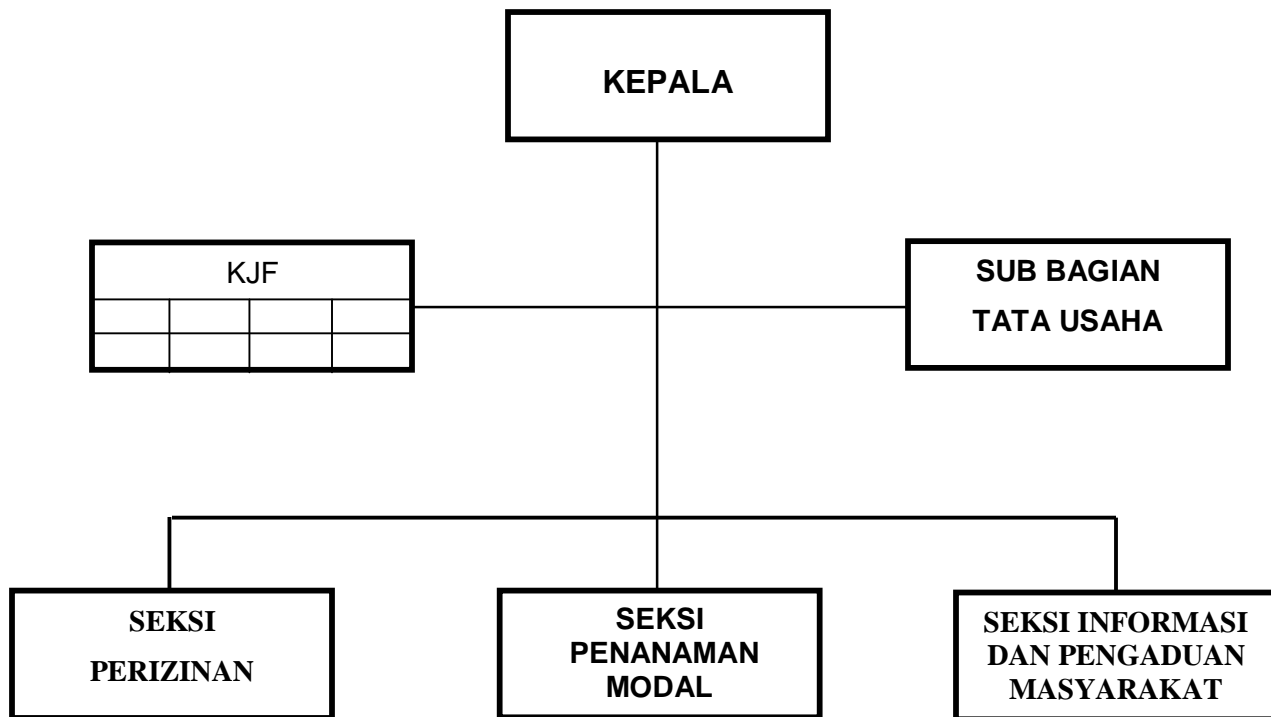 KEPALA
KJF
SUB BAGIAN
TATA USAHA
SEKSI
PERIZINAN
SEKSI
PENANAMAN
MODAL
SEKSI INFORMASI
DAN PENGADUAN
MASYARAKAT